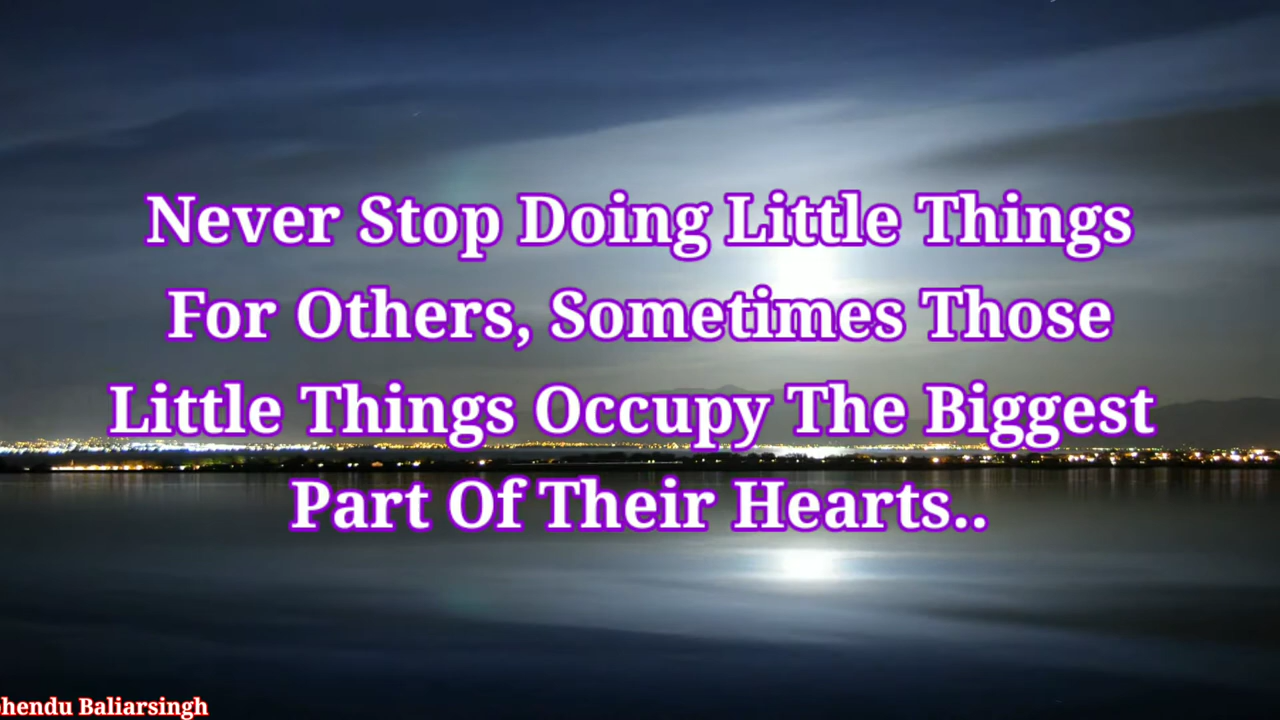 Never Stop Doing Little Things
For Others, Sometimes Those
Little Things Occupy The Biggest
Part Of Their Hearts..
Baliarsingh